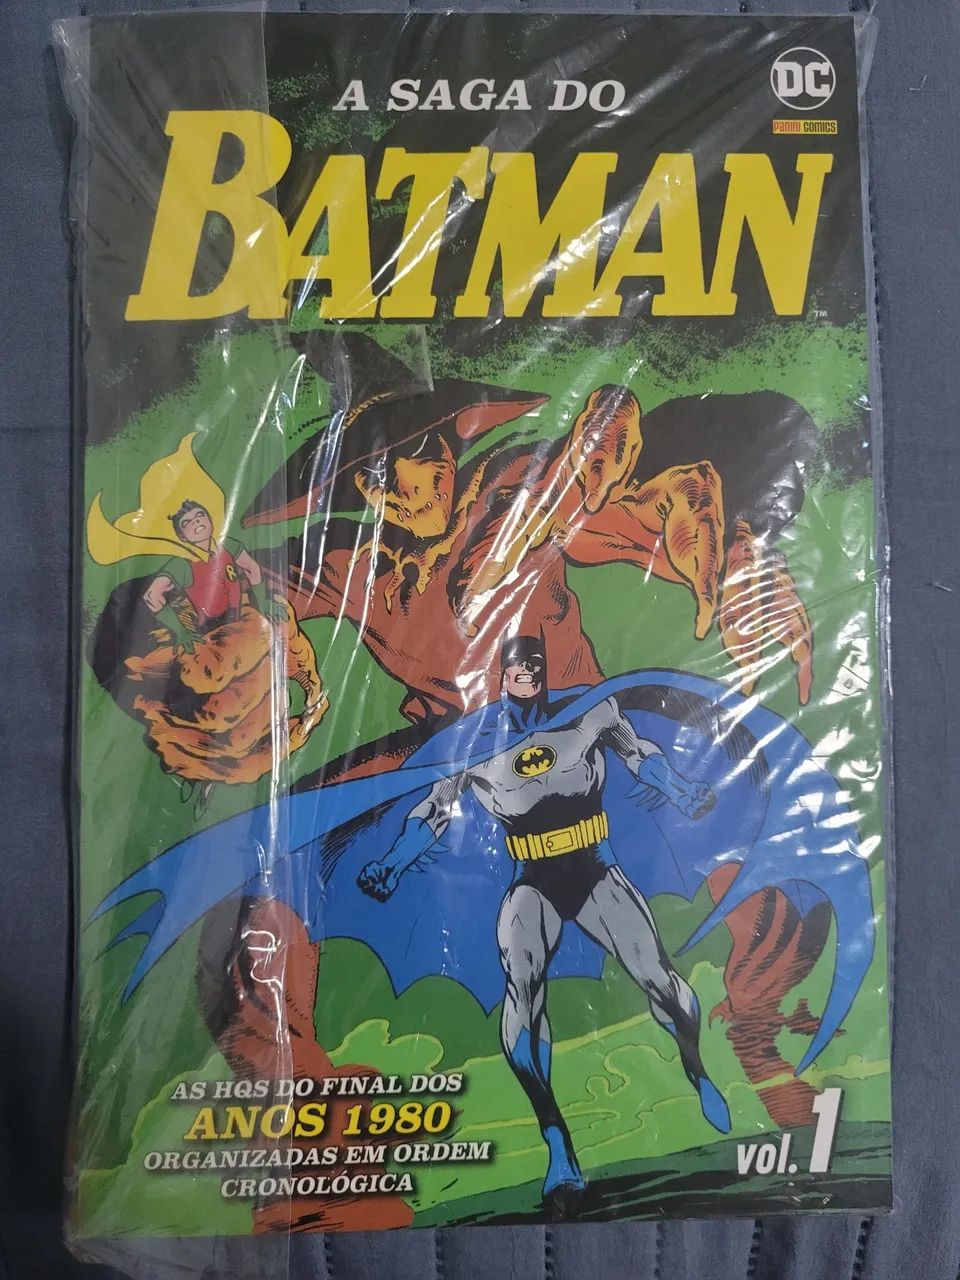 A SAGA DO
DC
PANINI COMICS
BATMAN
TM
R
AS HQS DO FINAL DOS
ANOS 1980
ORGANIZADAS EM ORDEM
CRONOLÓGICA
vol. 1